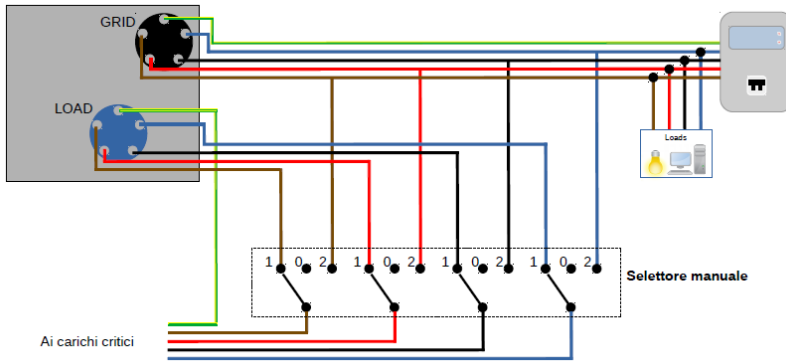 GRID
LOAD
Loads
1 0 2 1 0 2 1 0 2 1 0 2
Selettore manuale
Ai carichi critici